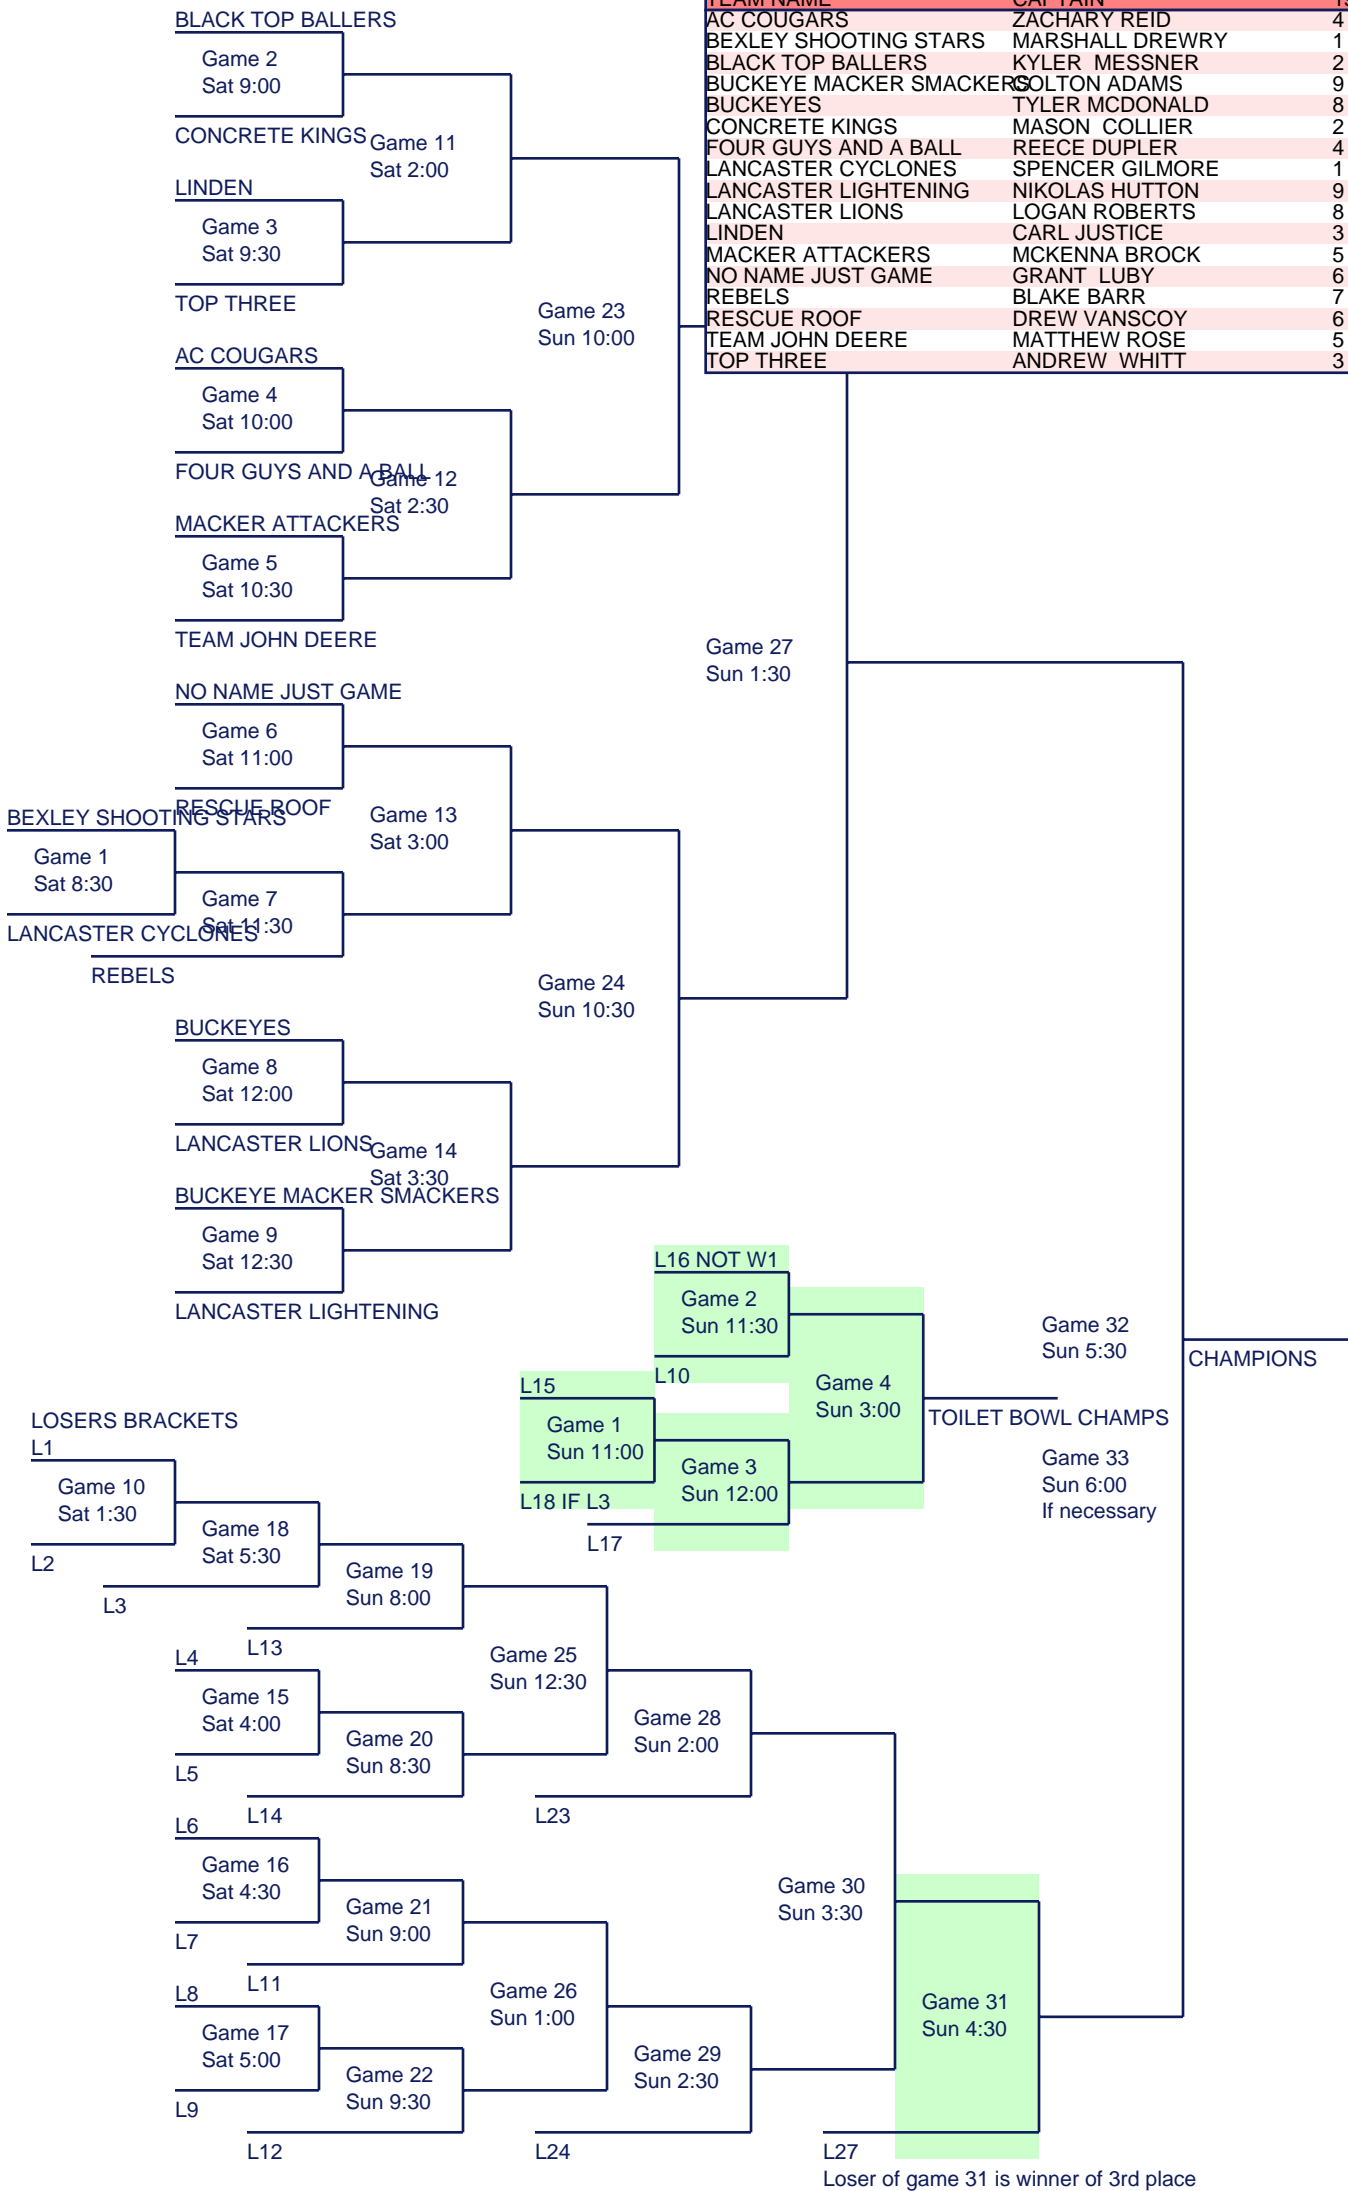 TEAM NAME CAPTAIN
AC COUGARS ZACHARY REID 4
BEXLEY SHOOTING STARS MARSHALL DREWRY 1
BLACK TOP BALLERS KYLER MESSNER 2
BUCKEYE MACKER SMACKERS COLTON ADAMS 9
BUCKEYES TYLER MCDONALD 8
CONCRETE KINGS MASON COLLIER 2
FOUR GUYS AND A BALL REECE DUPLER 4
LANCASTER CYCLONES SPENCER GILMORE 1
LANCASTER LIGHTENING NIKOLAS HUTTON 9
LANCASTER LIONS LOGAN ROBERTS 8
LINDEN CARL JUSTICE 3
MACKER ATTACKERS MCKENNA BROCK 5
NO NAME JUST GAME GRANT LUBY 6
REBELS BLAKE BARR 7
RESCUE ROOF DREW VANSCOY 6
TEAM JOHN DEERE MATTHEW ROSE 5
TOP THREE ANDREW WHITT 3
BLACK TOP BALLERS
Game 2
Sat 9:00
CONCRETE KINGS
Game 11
Sat 2:00
LINDEN
Game 3
Sat 9:30
TOP THREE
Game 23
Sun 10:00
AC COUGARS
Game 4
Sat 10:00
FOUR GUYS AND A BALL
Game 12
Sat 2:30
MACKER ATTACKERS
Game 5
Sat 10:30
TEAM JOHN DEERE
Game 27
Sun 1:30
NO NAME JUST GAME
Game 6
Sat 11:00
RESCUE ROOF
Game 13
Sat 3:00
BEXLEY SHOOTING STARS
Game 1
Sat 8:30
LANCASTER CYCLONES
Game 7
Sat 11:30
REBELS
Game 24
Sun 10:30
BUCKEYES
Game 8
Sat 12:00
LANCASTER LIONS
Game 14
Sat 3:30
BUCKEYE MACKER SMACKERS
Game 9
Sat 12:30
LANCASTER LIGHTENING
L16 NOT W1
Game 2
Sun 11:30
L10
L15
Game 1
Sun 11:00
L18 IF L3
Game 3
Sun 12:00
L17
Game 4
Sun 3:00
TOILET BOWL CHAMPS
Game 32
Sun 5:30
CHAMPIONS
Game 33
Sun 6:00
If necessary
LOSERS BRACKETS
L1
Game 10
Sat 1:30
L2
Game 18
Sat 5:30
L3
Game 19
Sun 8:00
L13
Game 25
Sun 12:30
L4
Game 15
Sat 4:00
L5
Game 20
Sun 8:30
L14
Game 28
Sun 2:00
L23
L6
Game 16
Sat 4:30
L7
Game 21
Sun 9:00
L11
Game 30
Sun 3:30
Game 26
Sun 1:00
L8
Game 17
Sat 5:00
L9
Game 22
Sun 9:30
L12
Game 29
Sun 2:30
L24
Game 31
Sun 4:30
L27
Loser of game 31 is winner of 3rd place